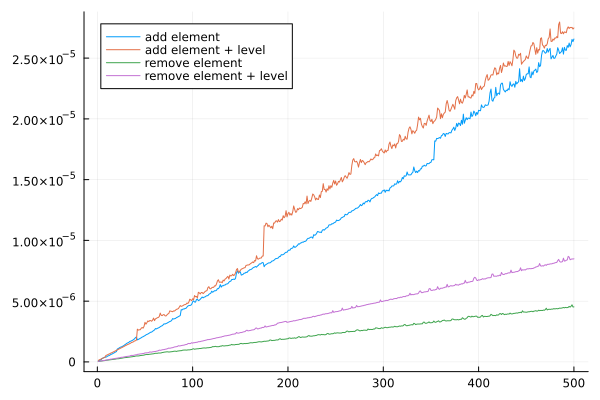 add element
add element + level
remove element
remove element + level
2.50×10⁻⁵
2.00×10⁻⁵
1.50×10⁻⁵
1.00×10⁻⁵
5.00×10⁻⁶
0
0 100 200 300 400 500